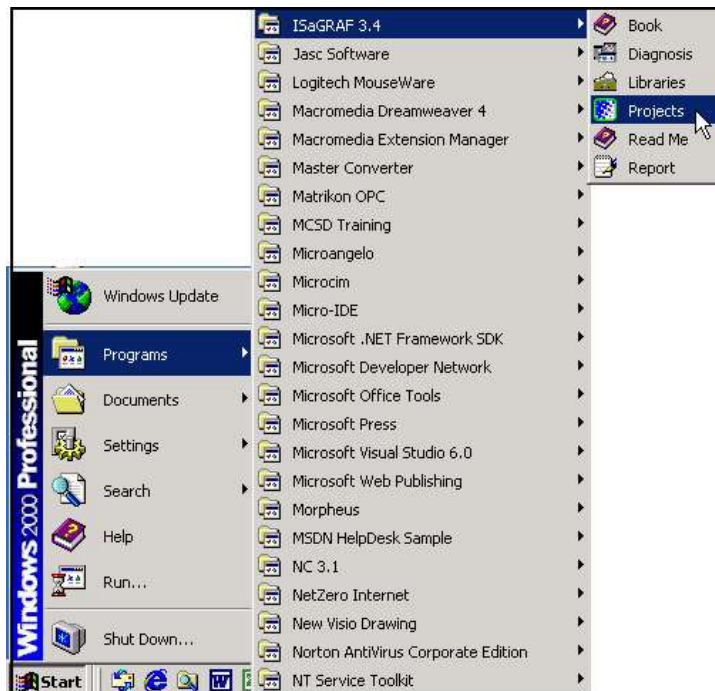 ISaGRAF 3.4
Jasc Software
Logitech MouseWare
Macromedia Dreamweaver 4
Macromedia Extension Manager
Master Converter
Matrikon OPC
MCSD Training
Microangelo
Microcim
Micro-IDE
Microsoft .NET Framework SDK
Microsoft Developer Network
Microsoft Office Tools
Microsoft Press
Microsoft Visual Studio 6.0
Microsoft Web Publishing
Morpheus
MSDN HelpDesk Sample
NC 3.1
NetZero Internet
New Visio Drawing
Norton AntiVirus Corporate Edition
NT Service Toolkit
Book
Diagnosis
Libraries
Projects
Read Me
Report
Windows Update
Programs
Documents
Settings
Search
Help
Run...
Shut Down...
Windows 2000 Professional
Start